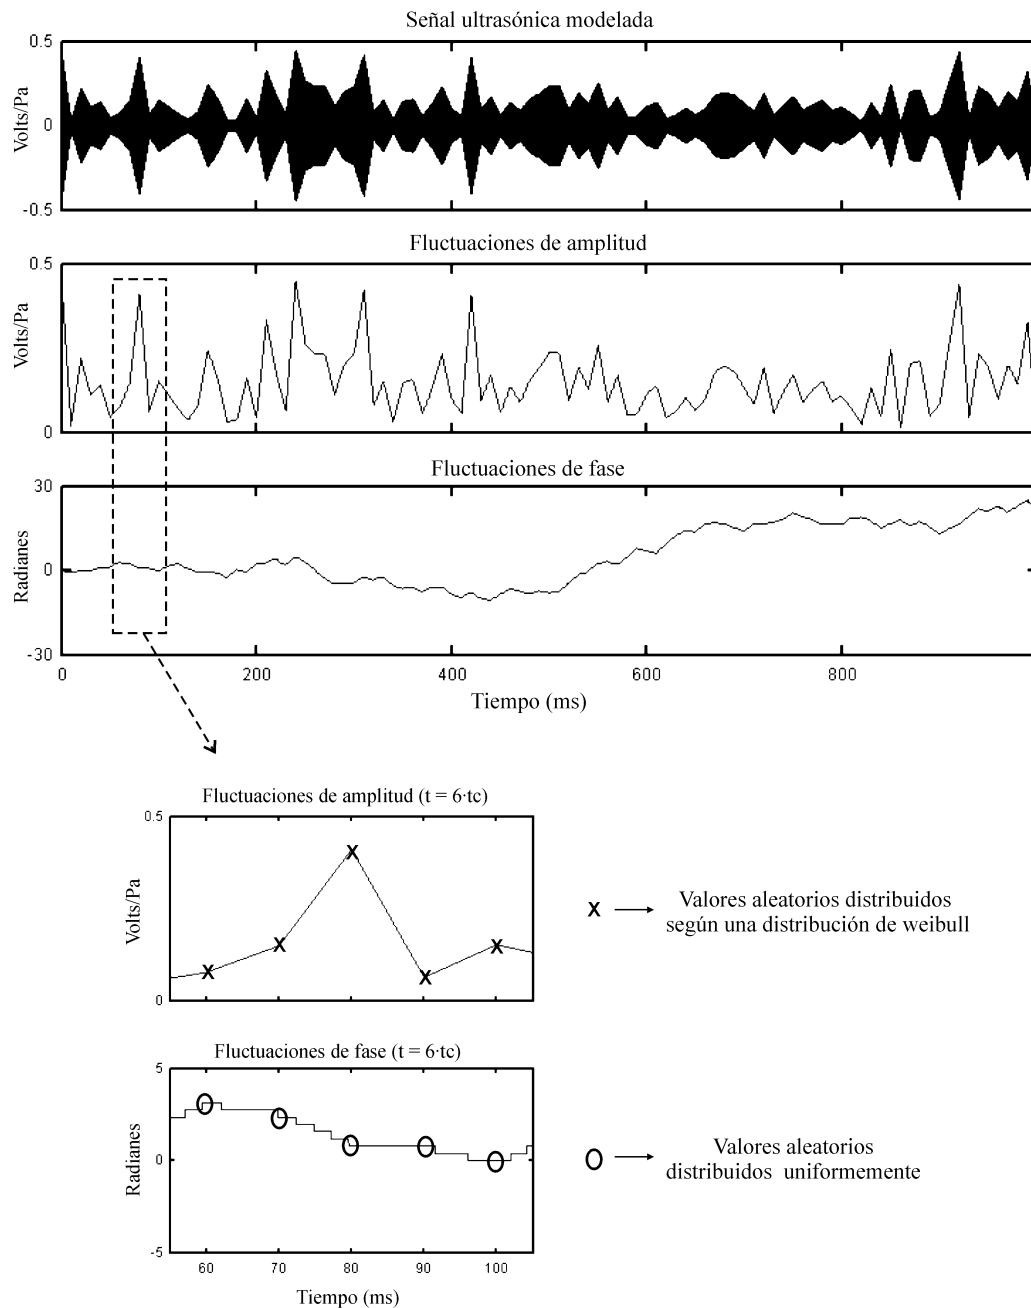 Señal ultrasónica modelada
0.5
Volts/Pa
0
-0.5
Fluctuaciones de amplitud
0.5
Volts/Pa
0
Fluctuaciones de fase
30
Radianes
0
-30
0 200 400 600 800
Tiempo (ms)
Fluctuaciones de amplitud (t = 6·tc)
0.5
Volts/Pa
0
X
Valores aleatorios distribuidos
según una distribución de weibull
Fluctuaciones de fase (t = 6·tc)
5
Radianes
0
-5
60 70 80 90 100
Tiempo (ms)
O
Valores aleatorios
distribuidos uniformemente